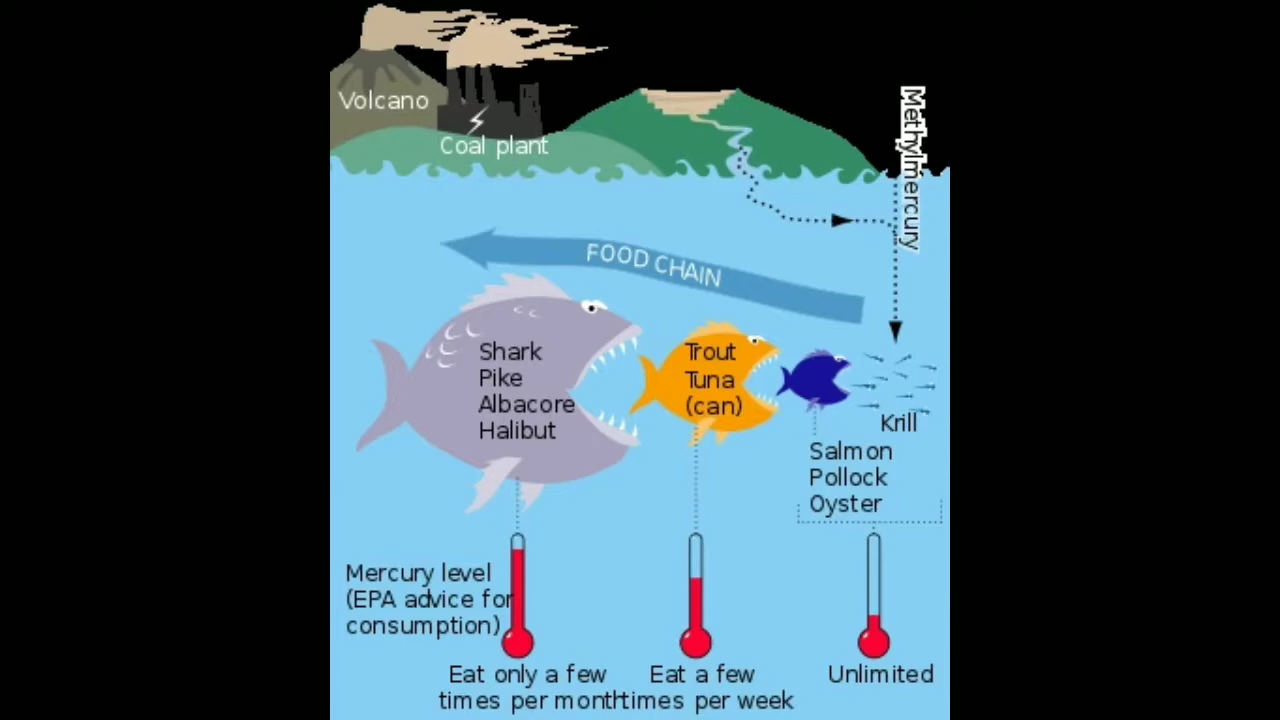 Volcano
Coal plant
Methylmercury
FOOD CHAIN
Shark
Pike
Albacore
Halibut
Trout
Tuna
(can)
Krill
Salmon
Pollock
Oyster
Mercury level
(EPA advice for
consumption)
Eat only a few
times per month
Eat a few
times per week
Unlimited